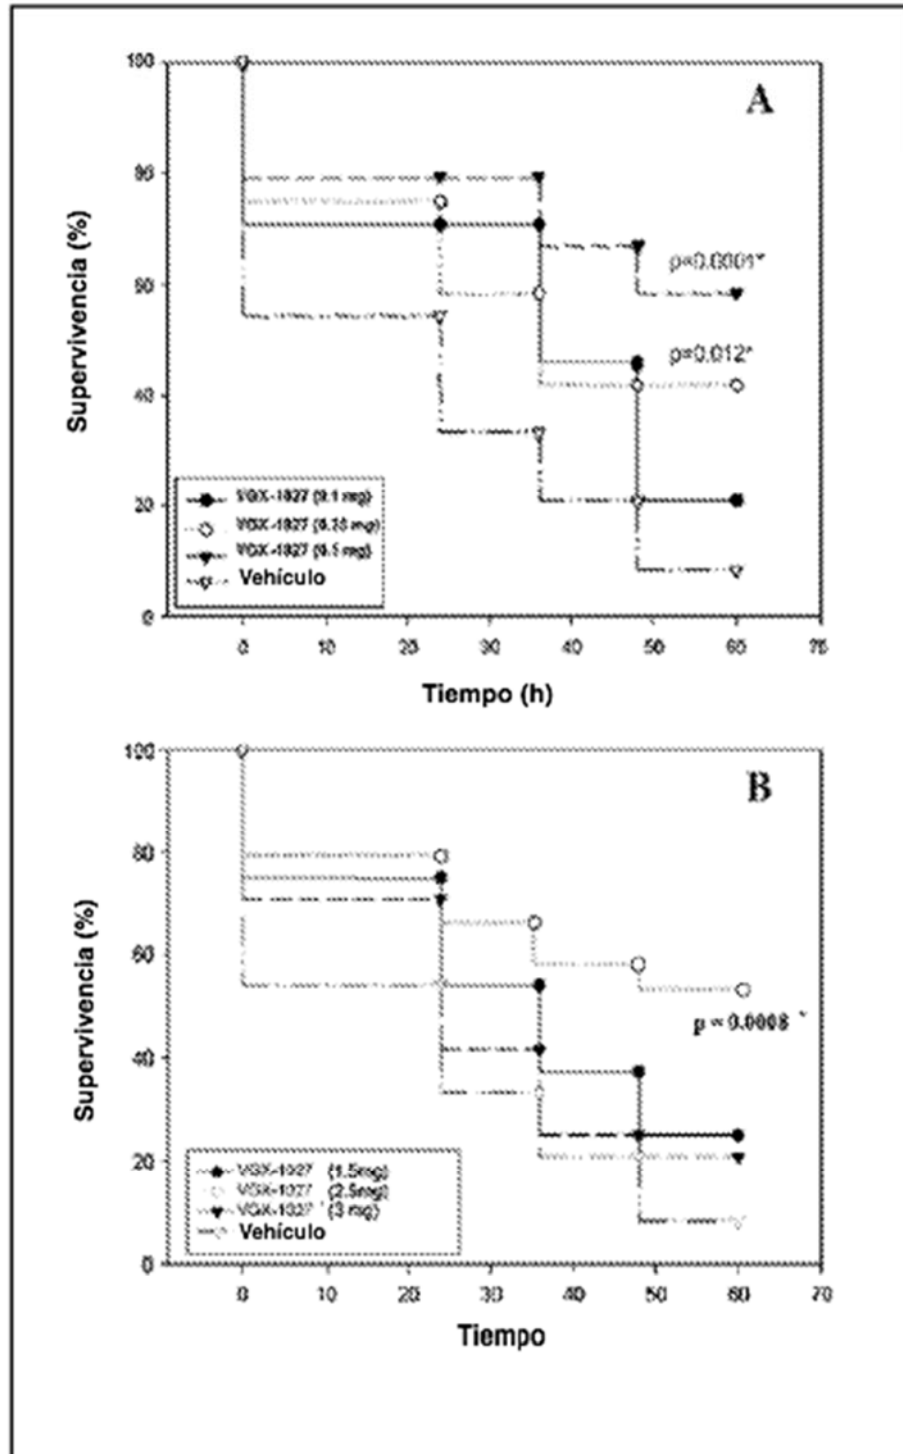 A
100
80
60
40
20
0
Supervivencia (%)
p=0.0001*
p=0.012*
VGX-1027 (0.1 mg)
VGX-1027 (0.25 mg)
VGX-1027 (0.5 mg)
Vehículo
0 10 20 30 40 50 60 70
Tiempo (h)
B
100
80
60
40
20
0
Supervivencia (%)
p = 0.0008 *
VGX-1027 (1.5mg)
VGX-1027 (2.5mg)
VGX-1027 (3 mg)
Vehículo
0 10 20 30 40 50 60 70
Tiempo